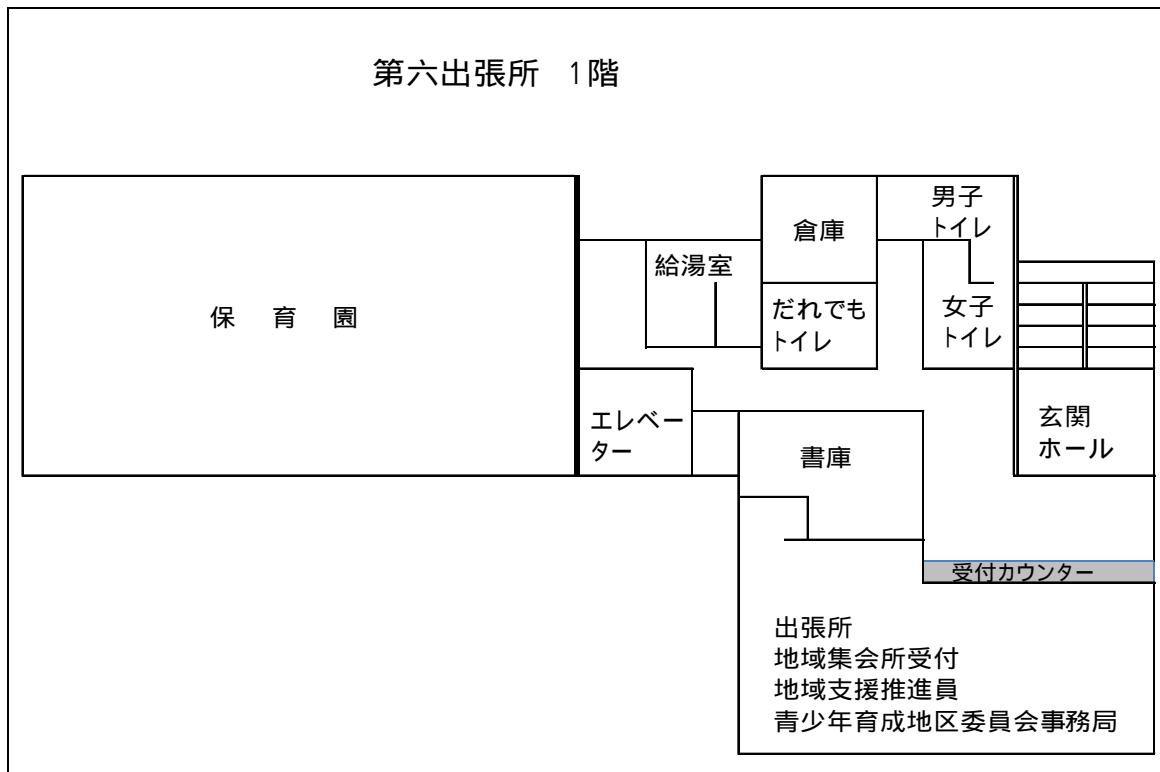 第六出張所 1階
男子
トイレ
倉庫
給湯室
保 育 園
だれでも
トイレ
女子
トイレ
エレベー
ター
書庫
玄関
ホール
受付カウンター
出張所
地域集会所受付
地域支援推進員
青少年育成地区委員会事務局